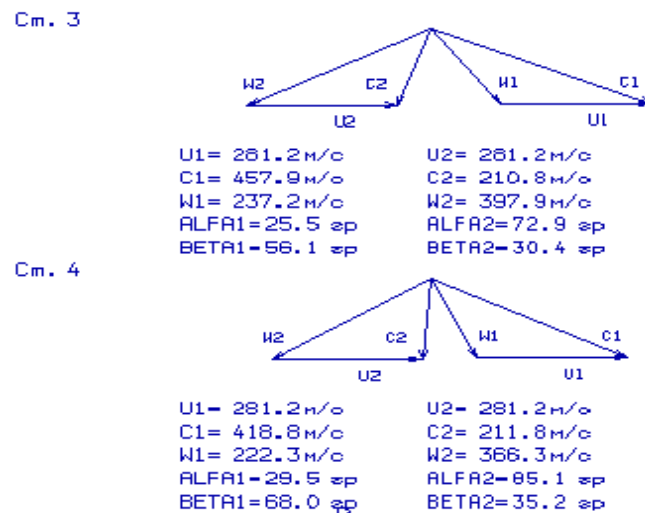 Ст. 3
W2 C2 W1 C1
U2 U1
U1= 281.2м/с U2= 281.2м/с
C1= 457.9м/с C2= 210.8м/с
W1= 237.2м/с W2= 397.9м/с
ALFA1=25.5 гр ALFA2=72.9 гр
BETA1=56.1 гр BETA2=30.4 гр
Ст. 4
W2 C2 W1 C1
U2 U1
U1= 281.2м/с U2= 281.2м/с
C1= 418.8м/с C2= 211.8м/с
W1= 222.3м/с W2= 366.3м/с
ALFA1=29.5 гр ALFA2=85.1 гр
BETA1=68.0 гр BETA2=35.2 гр